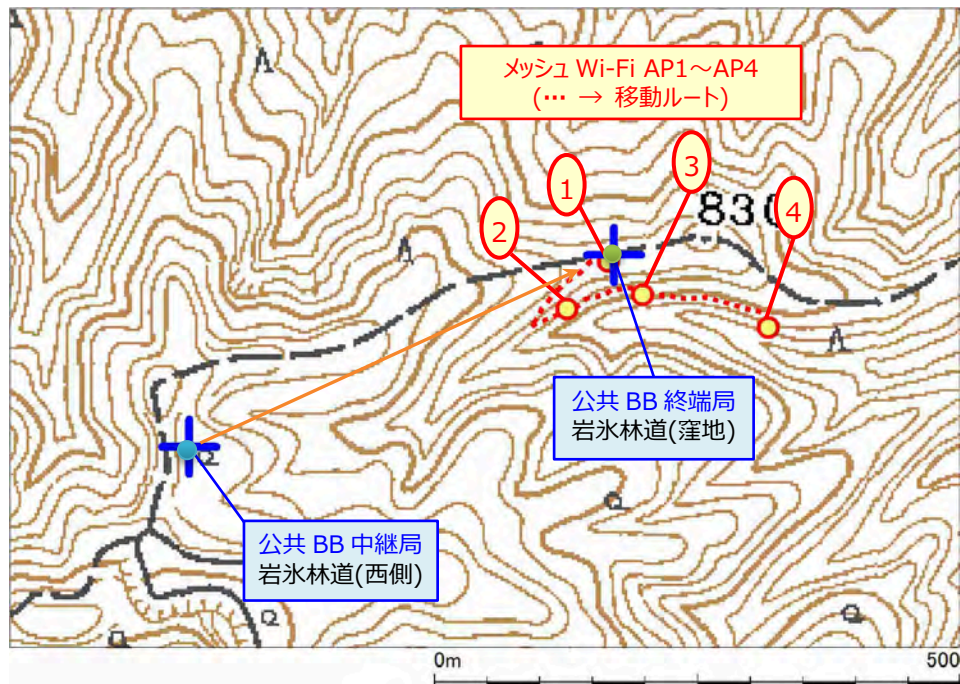 メッシュ Wi-Fi AP1～AP4
(… → 移動ルート)
3
1
830
4
2
公共 BB 終端局
岩氷林道(窪地)
公共 BB 中継局
岩氷林道(西側)
0m
500